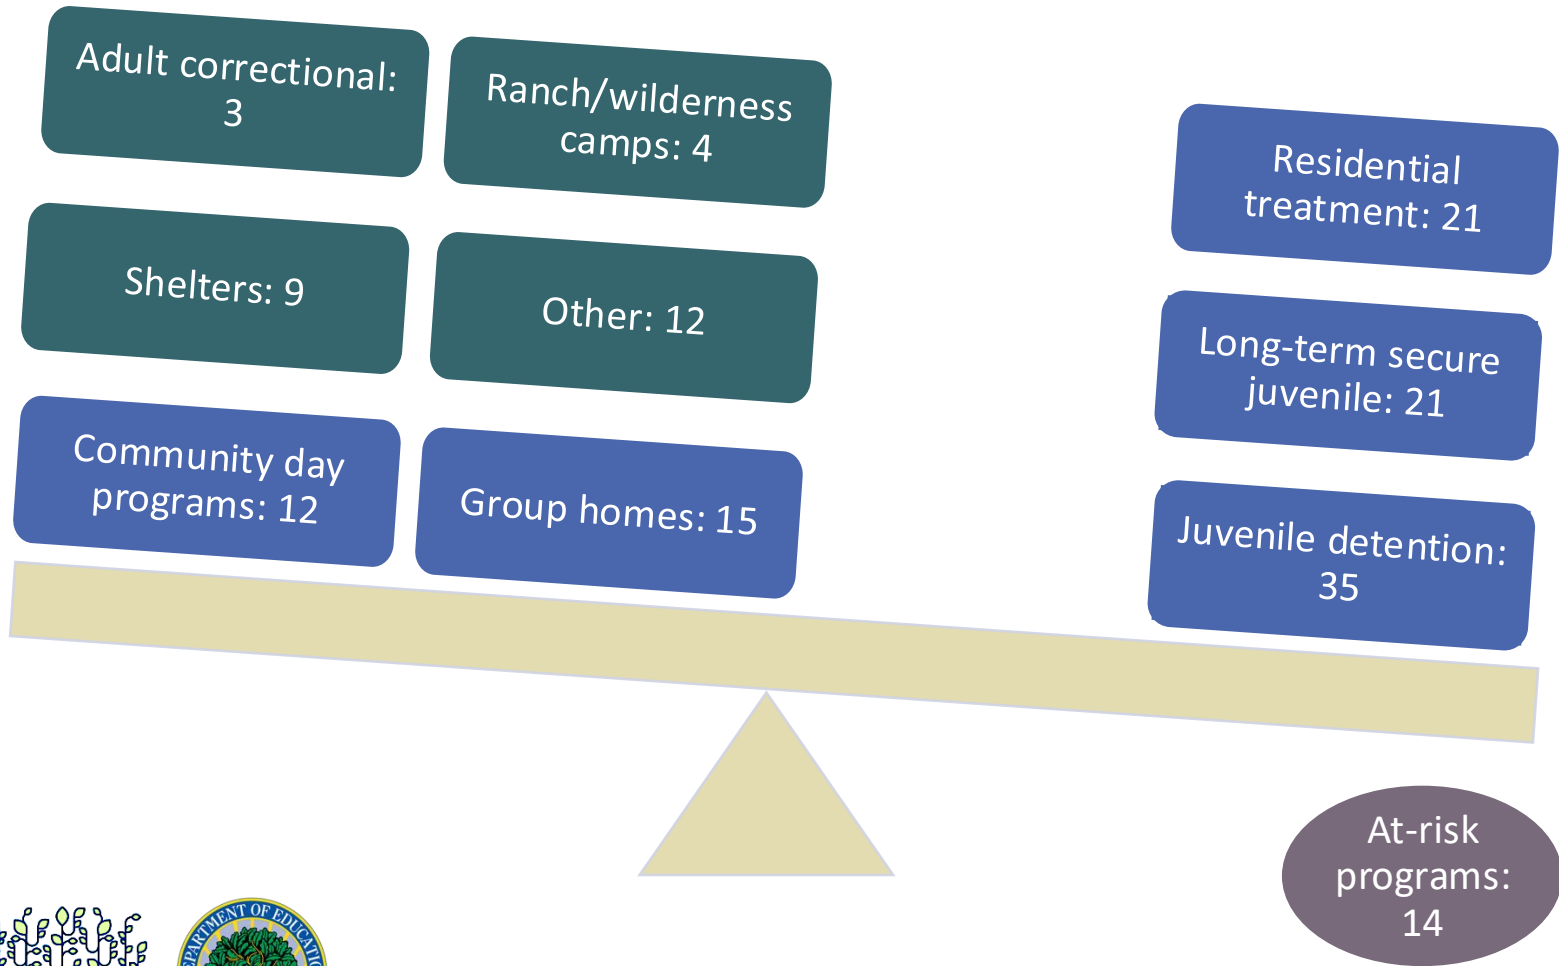 Adult correctional:
3
Ranch/wilderness
camps: 4
Shelters: 9
Other: 12
Community day
programs: 12
Group homes: 15
Residential
treatment: 21
Long-term secure
juvenile: 21
Juvenile detention:
35
At-risk
programs:
14